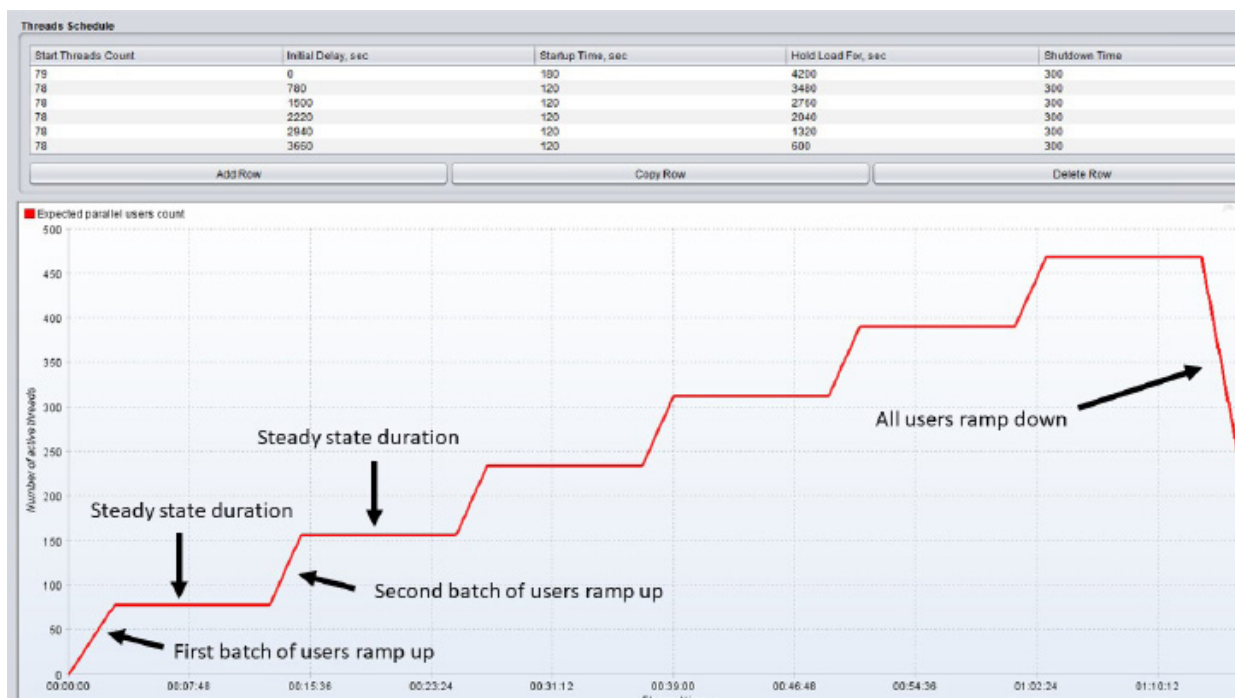 Threads Schedule
Start Threads Count Initial Delay, sec Startup Time, sec Hold Load For, sec Shutdown Time
79 0 180 4200 300
78 780 120 3480 300
78 1500 120 2760 300
78 2220 120 2040 300
78 2940 120 1320 300
78 3660 120 600 300
Add Row Copy Row Delete Row
Expected parallel users count
500
450
400
350
300
250
200
150
100
50
0
Number of active threads
All users ramp down
Steady state duration
Steady state duration
Second batch of users ramp up
First batch of users ramp up
00:00:00 00:07:48 00:15:36 00:23:24 00:31:12 00:39:00 00:46:48 00:54:36 01:02:24 01:10:12